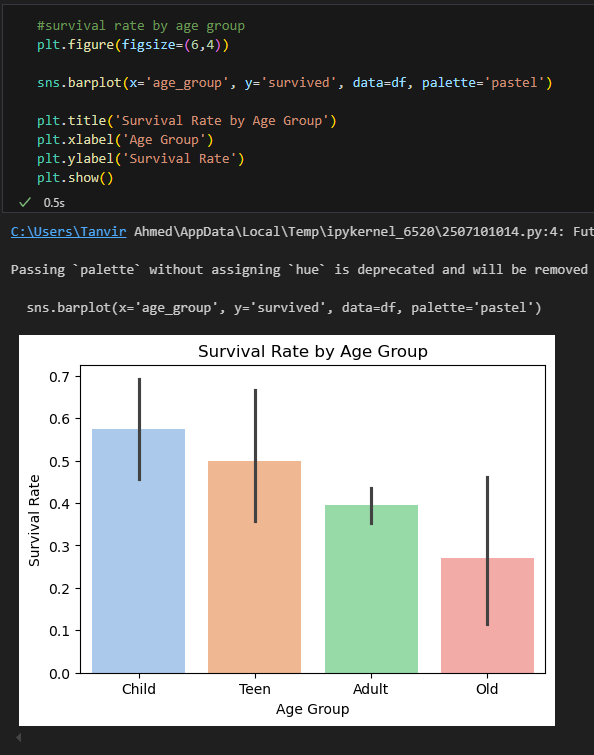 #survival rate by age group
plt.figure(figsize=(6,4))
sns.barplot(x='age_group', y='survived', data=df, palette='pastel')
plt.title('Survival Rate by Age Group')
plt.xlabel('Age Group')
plt.ylabel('Survival Rate')
plt.show()
0.5s
C:\Users\Tanvir Ahmed\AppData\Local\Temp\ipykernel_6520\2507101014.py:4: Fut
Passing `palette` without assigning `hue` is deprecated and will be removed
sns.barplot(x='age_group', y='survived', data=df, palette='pastel')
Survival Rate by Age Group
0.7
0.6
0.5
0.4
0.3
0.2
0.1
0.0
Survival Rate
Child Teen Adult Old
Age Group